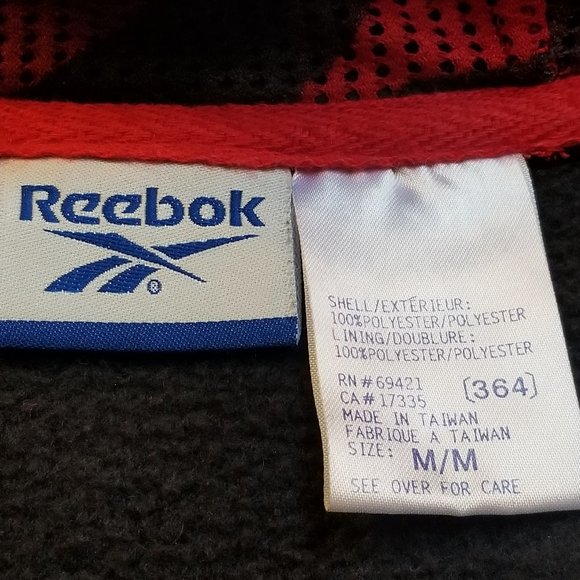 Reebok
®
SHELL/EXTÉRIEUR:
100%POLYESTER/POLYESTER
LINING/DOUBLURE:
100%POLYESTER/POLYESTER
RN#69421 (364)
CA#17335
MADE IN TAIWAN
FABRIQUE A TAIWAN
SIZE: M/M
SEE OVER FOR CARE